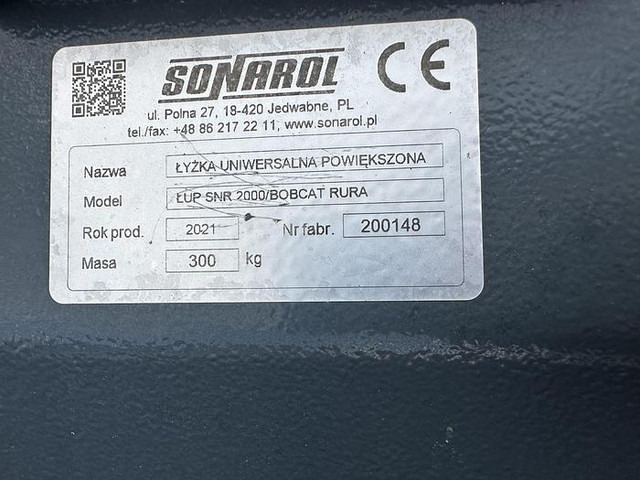 SONAROL CE
ul. Polna 27, 18-420 Jedwabne, PL
tel./fax: +48 86 217 22 11, www.sonarol.pl
Nazwa ŁYŻKA UNIWERSALNA POWIĘKSZONA
Model ŁUP SNR 2000/BOBCAT RURA
Rok prod. 2021 Nr fabr. 200148
Masa 300 kg